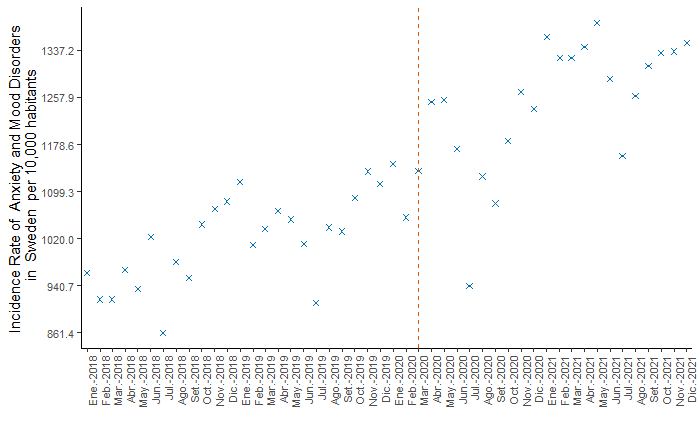 Incidence Rate of Anxiety and Mood Disorders
in Sweden per 10,000 habitants
1337.2
1257.9
1178.6
1099.3
1020.0
940.7
861.4
Ene.-2018
Feb.-2018
Mar.-2018
Abr.-2018
May.-2018
Jun.-2018
Jul.-2018
Ago.-2018
Set.-2018
Oct.-2018
Nov.-2018
Dic.-2018
Ene.-2019
Feb.-2019
Mar.-2019
Abr.-2019
May.-2019
Jun.-2019
Jul.-2019
Ago.-2019
Set.-2019
Oct.-2019
Nov.-2019
Dic.-2019
Ene.-2020
Feb.-2020
Mar.-2020
Abr.-2020
May.-2020
Jun.-2020
Jul.-2020
Ago.-2020
Set.-2020
Oct.-2020
Nov.-2020
Dic.-2020
Ene.-2021
Feb.-2021
Mar.-2021
Abr.-2021
May.-2021
Jun.-2021
Jul.-2021
Ago.-2021
Set.-2021
Oct.-2021
Nov.-2021
Dic.-2021